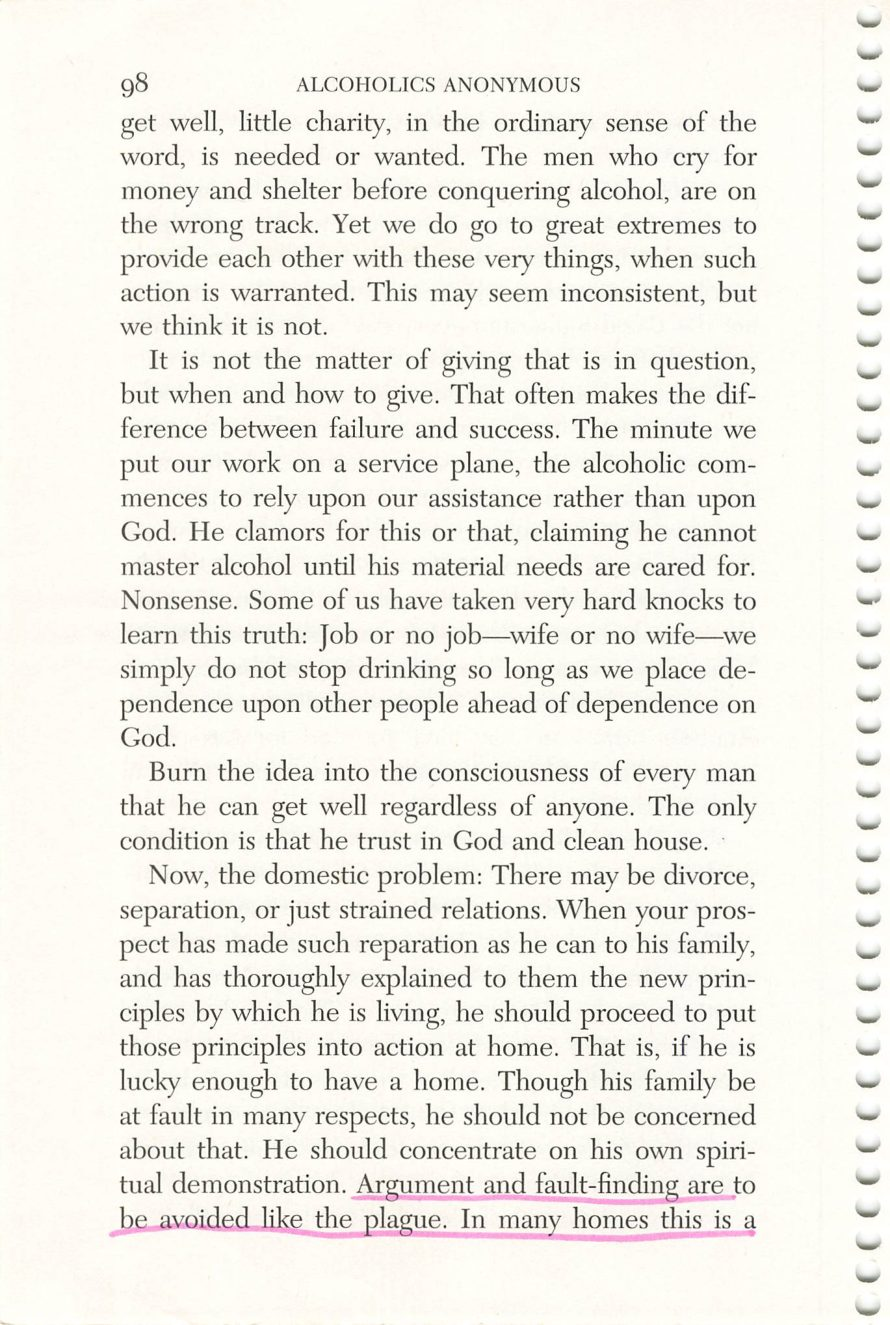 98 ALCOHOLICS ANONYMOUS
get well, little charity, in the ordinary sense of the
word, is needed or wanted. The men who cry for
money and shelter before conquering alcohol, are on
the wrong track. Yet we do go to great extremes to
provide each other with these very things, when such
action is warranted. This may seem inconsistent, but
we think it is not.
It is not the matter of giving that is in question,
but when and how to give. That often makes the dif-
ference between failure and success. The minute we
put our work on a service plane, the alcoholic com-
mences to rely upon our assistance rather than upon
God. He clamors for this or that, claiming he cannot
master alcohol until his material needs are cared for.
Nonsense. Some of us have taken very hard knocks to
learn this truth: Job or no job—wife or no wife—we
simply do not stop drinking so long as we place de-
pendence upon other people ahead of dependence on
God.
Burn the idea into the consciousness of every man
that he can get well regardless of anyone. The only
condition is that he trust in God and clean house.
Now, the domestic problem: There may be divorce,
separation, or just strained relations. When your pros-
pect has made such reparation as he can to his family,
and has thoroughly explained to them the new prin-
ciples by which he is living, he should proceed to put
those principles into action at home. That is, if he is
lucky enough to have a home. Though his family be
at fault in many respects, he should not be concerned
about that. He should concentrate on his own spiri-
tual demonstration. Argument and fault-finding are to
be avoided like the plague. In many homes this is a